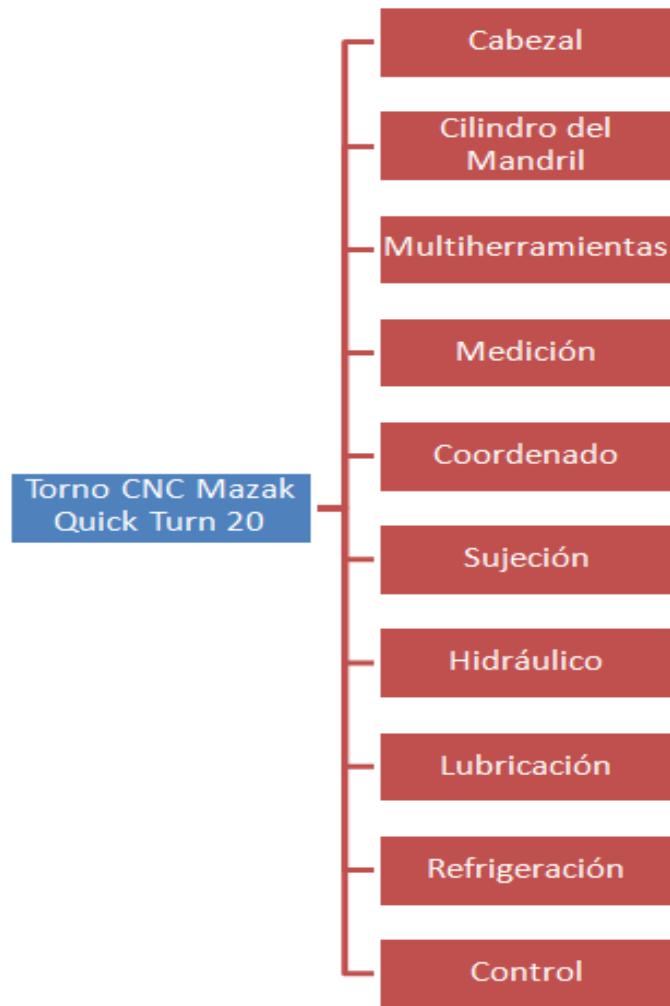 Cabezal
Cilindro del
Mandril
Multiherramientas
Medición
Coordenado
Torno CNC Mazak
Quick Turn 20
Sujeción
Hidráulico
Lubricación
Refrigeración
Control